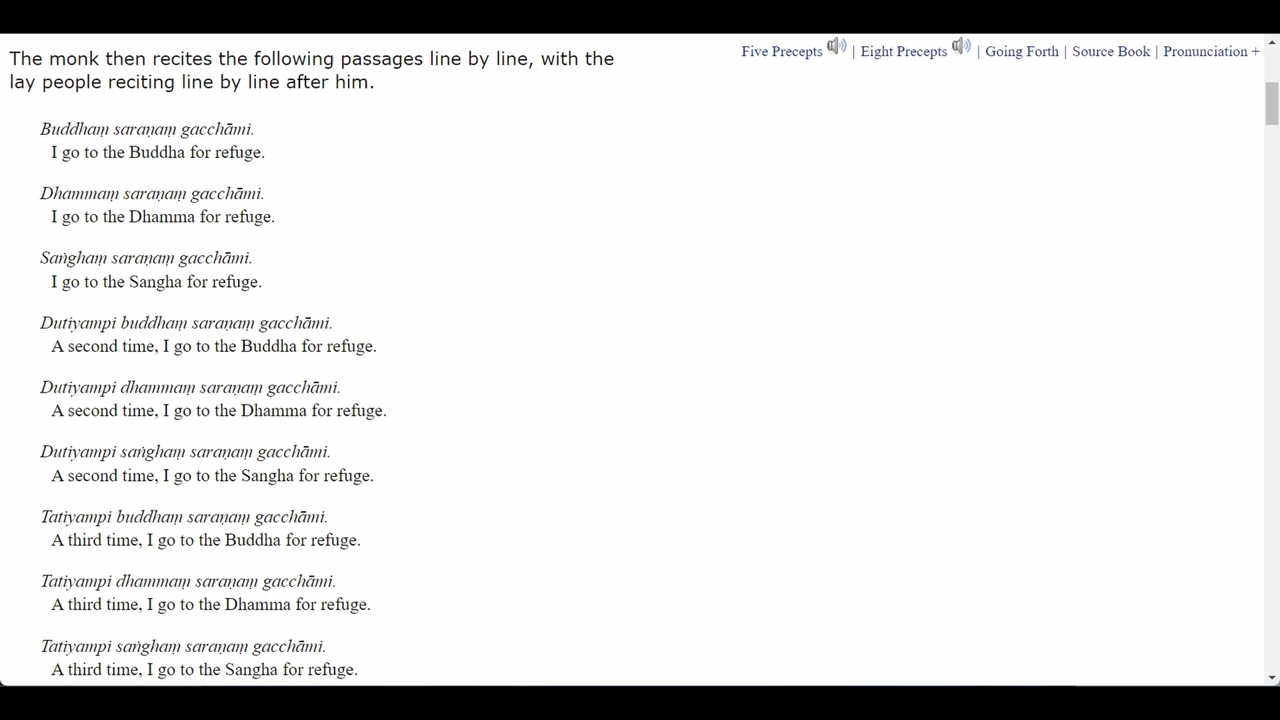 The monk then recites the following passages line by line, with the
lay people reciting line by line after him.
Five Precepts | Eight Precepts | Going Forth | Source Book | Pronunciation +
Buddhaṃ saraṇaṃ gacchāmi.
I go to the Buddha for refuge.
Dhammaṃ saraṇaṃ gacchāmi.
I go to the Dhamma for refuge.
Saṅghaṃ saraṇaṃ gacchāmi.
I go to the Sangha for refuge.
Dutiyampi buddhaṃ saraṇaṃ gacchāmi.
A second time, I go to the Buddha for refuge.
Dutiyampi dhammaṃ saraṇaṃ gacchāmi.
A second time, I go to the Dhamma for refuge.
Dutiyampi saṅghaṃ saraṇaṃ gacchāmi.
A second time, I go to the Sangha for refuge.
Tatiyampi buddhaṃ saraṇaṃ gacchāmi.
A third time, I go to the Buddha for refuge.
Tatiyampi dhammaṃ saraṇaṃ gacchāmi.
A third time, I go to the Dhamma for refuge.
Tatiyampi saṅghaṃ saraṇaṃ gacchāmi.
A third time, I go to the Sangha for refuge.